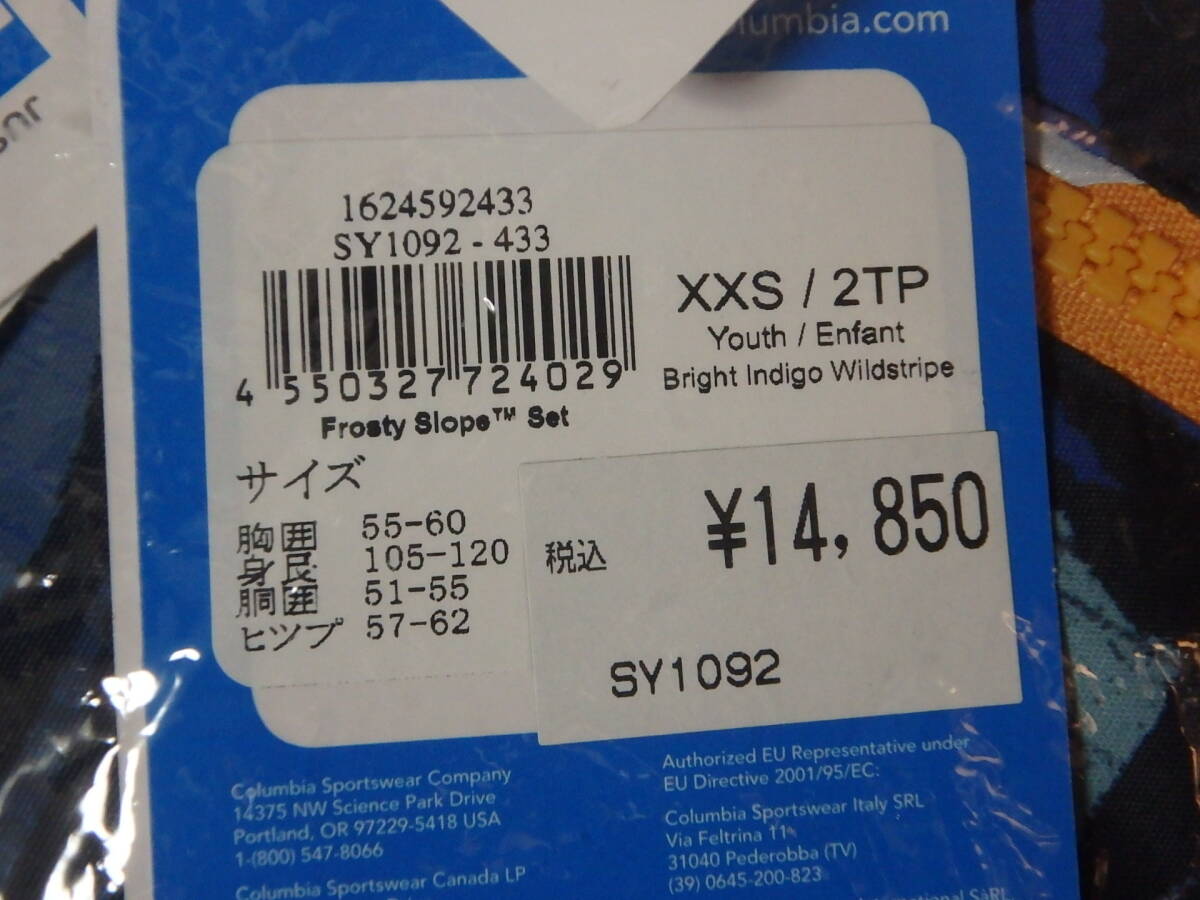 olumbia.com
1624592433
SY1092 - 433
4 550327 724029
Frosty Slope™ Set
XXS / 2TP
Youth / Enfant
Bright Indigo Wildstripe
サイズ
胸囲 55-60
身長 105-120
胴囲 51-55
ヒップ 57-62
税込 ¥14,850
SY1092
Columbia Sportswear Company
14375 NW Science Park Drive
Portland, OR 97229-5418 USA
1-(800) 547-8066
Columbia Sportswear Canada LP
Authorized EU Representative under
EU Directive 2001/95/EC:
Columbia Sportswear Italy SRL
Via Feltrina 11
31040 Pederobba (TV)
(39) 0645-200-823